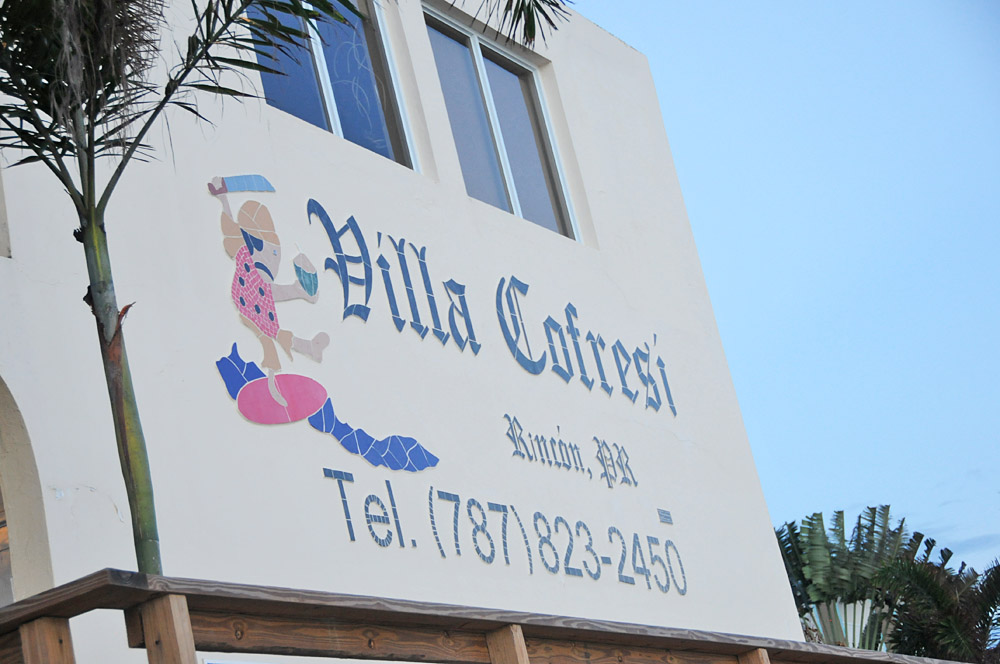 Villa Cofresí
Rincón, PR
Tel. (787)823-2450